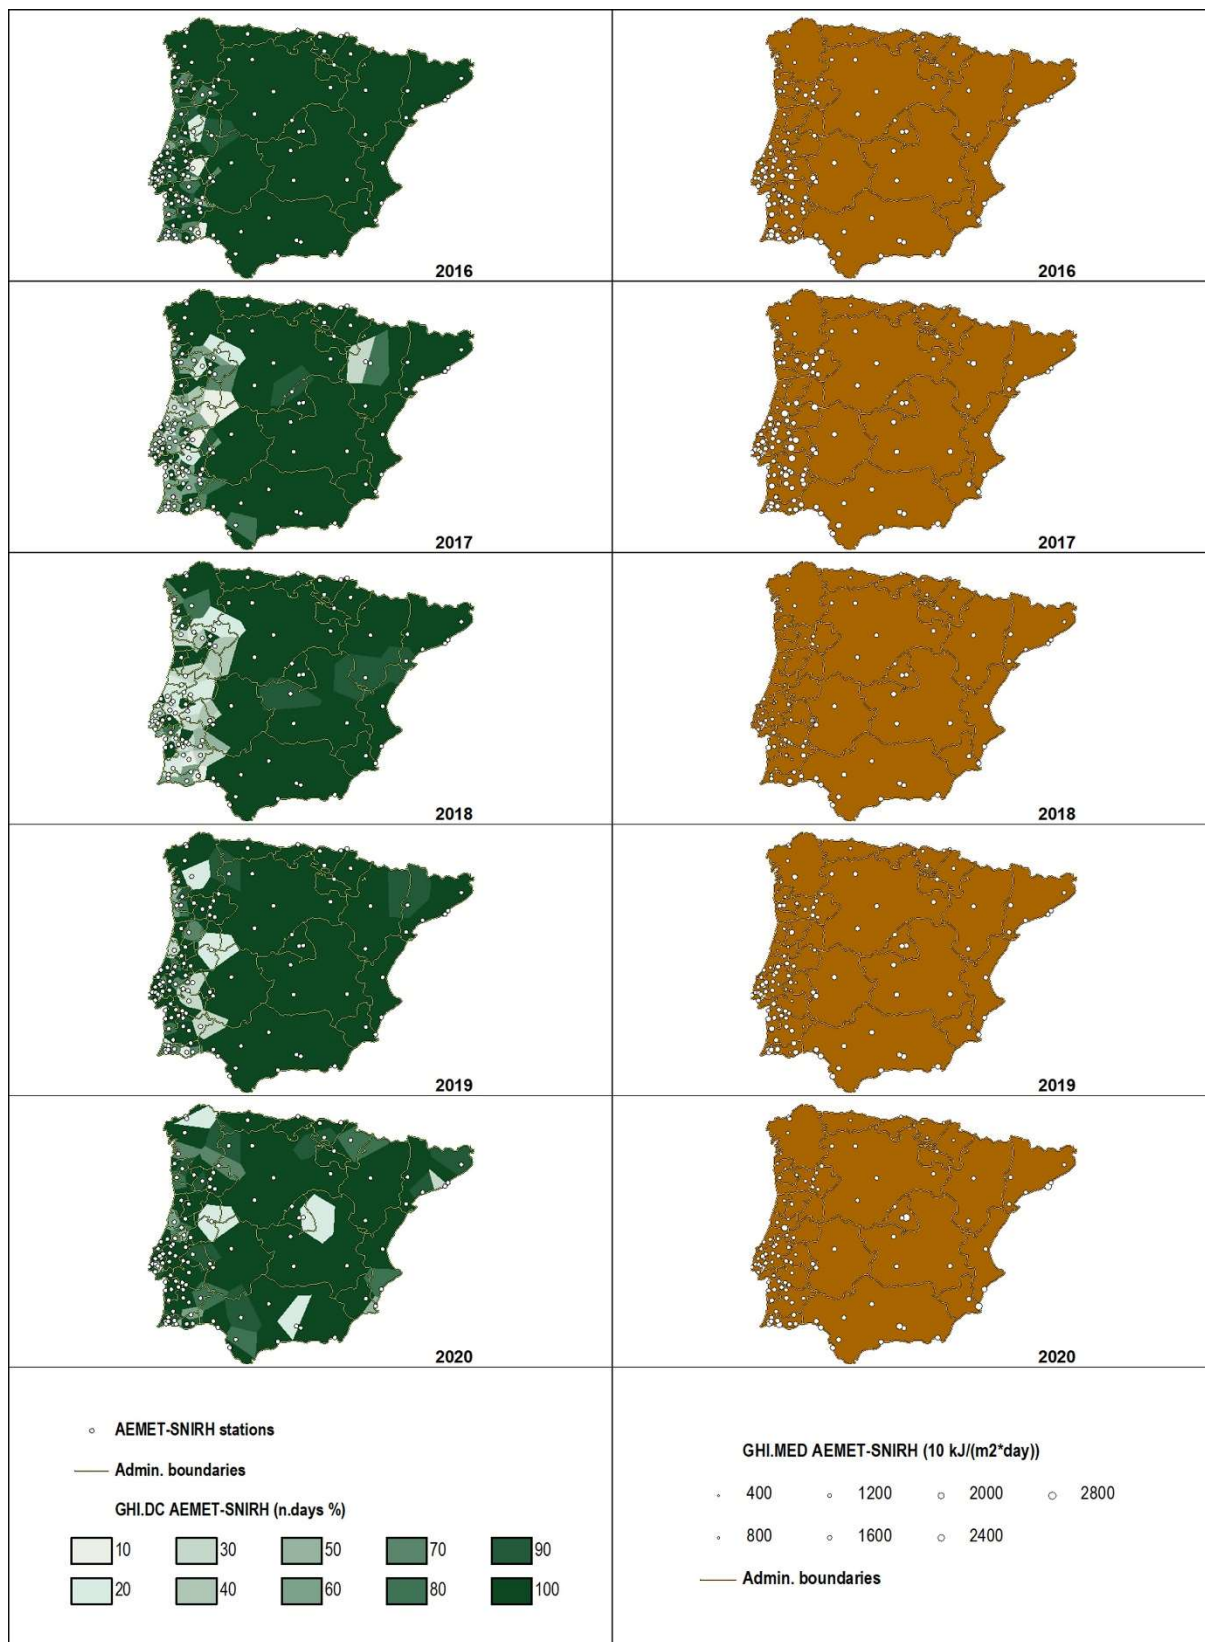 2016
2016
2017
2017
2018
2018
2019
2019
2020
2020
AEMET-SNIRH stations
Admin. boundaries
GHI.DC AEMET-SNIRH (n.days %)
10 30 50 70 90
20 40 60 80 100
GHI.MED AEMET-SNIRH (10 kJ/(m2*day))
400 1200 2000 2800
800 1600 2400
Admin. boundaries